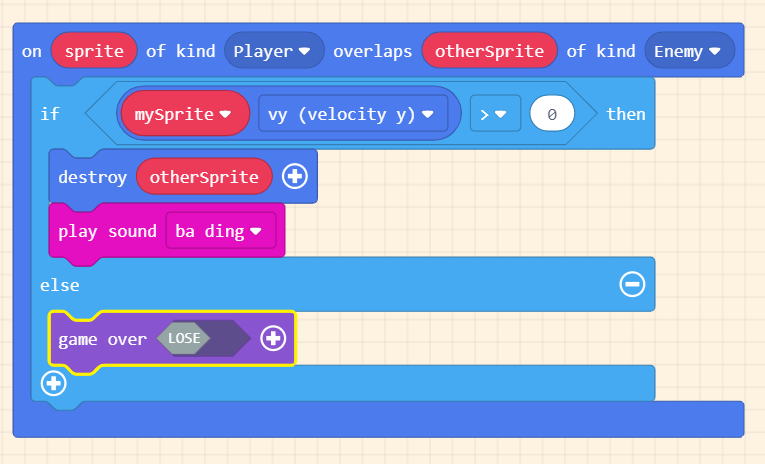 on sprite of kind Player overlaps otherSprite of kind Enemy
if mySprite vy (velocity y) > 0 then
destroy otherSprite
play sound ba ding
else
game over LOSE